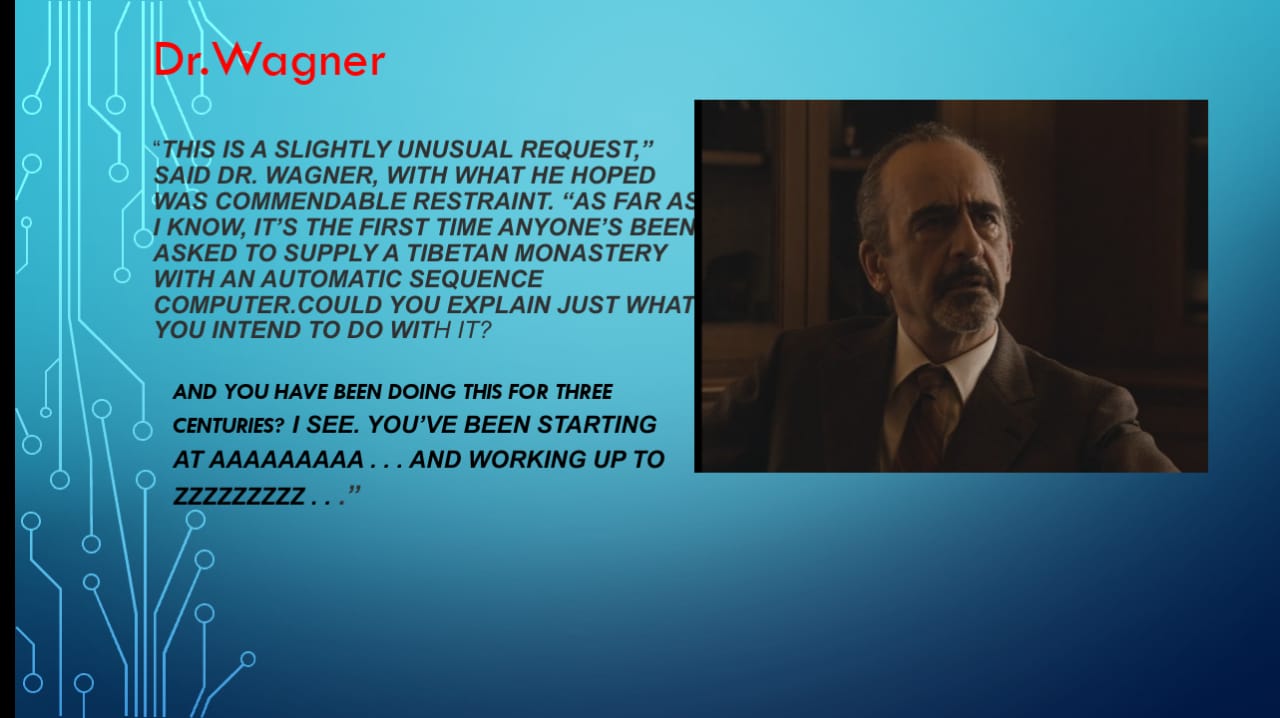 Dr.Wagner
“THIS IS A SLIGHTLY UNUSUAL REQUEST,”
SAID DR. WAGNER, WITH WHAT HE HOPED
WAS COMMENDABLE RESTRAINT. “AS FAR AS
I KNOW, IT’S THE FIRST TIME ANYONE’S BEEN
ASKED TO SUPPLY A TIBETAN MONASTERY
WITH AN AUTOMATIC SEQUENCE
COMPUTER.COULD YOU EXPLAIN JUST WHAT
YOU INTEND TO DO WITH IT?
AND YOU HAVE BEEN DOING THIS FOR THREE
CENTURIES? I SEE. YOU’VE BEEN STARTING
AT AAAAAAAAA . . . AND WORKING UP TO
ZZZZZZZZZ . . .”